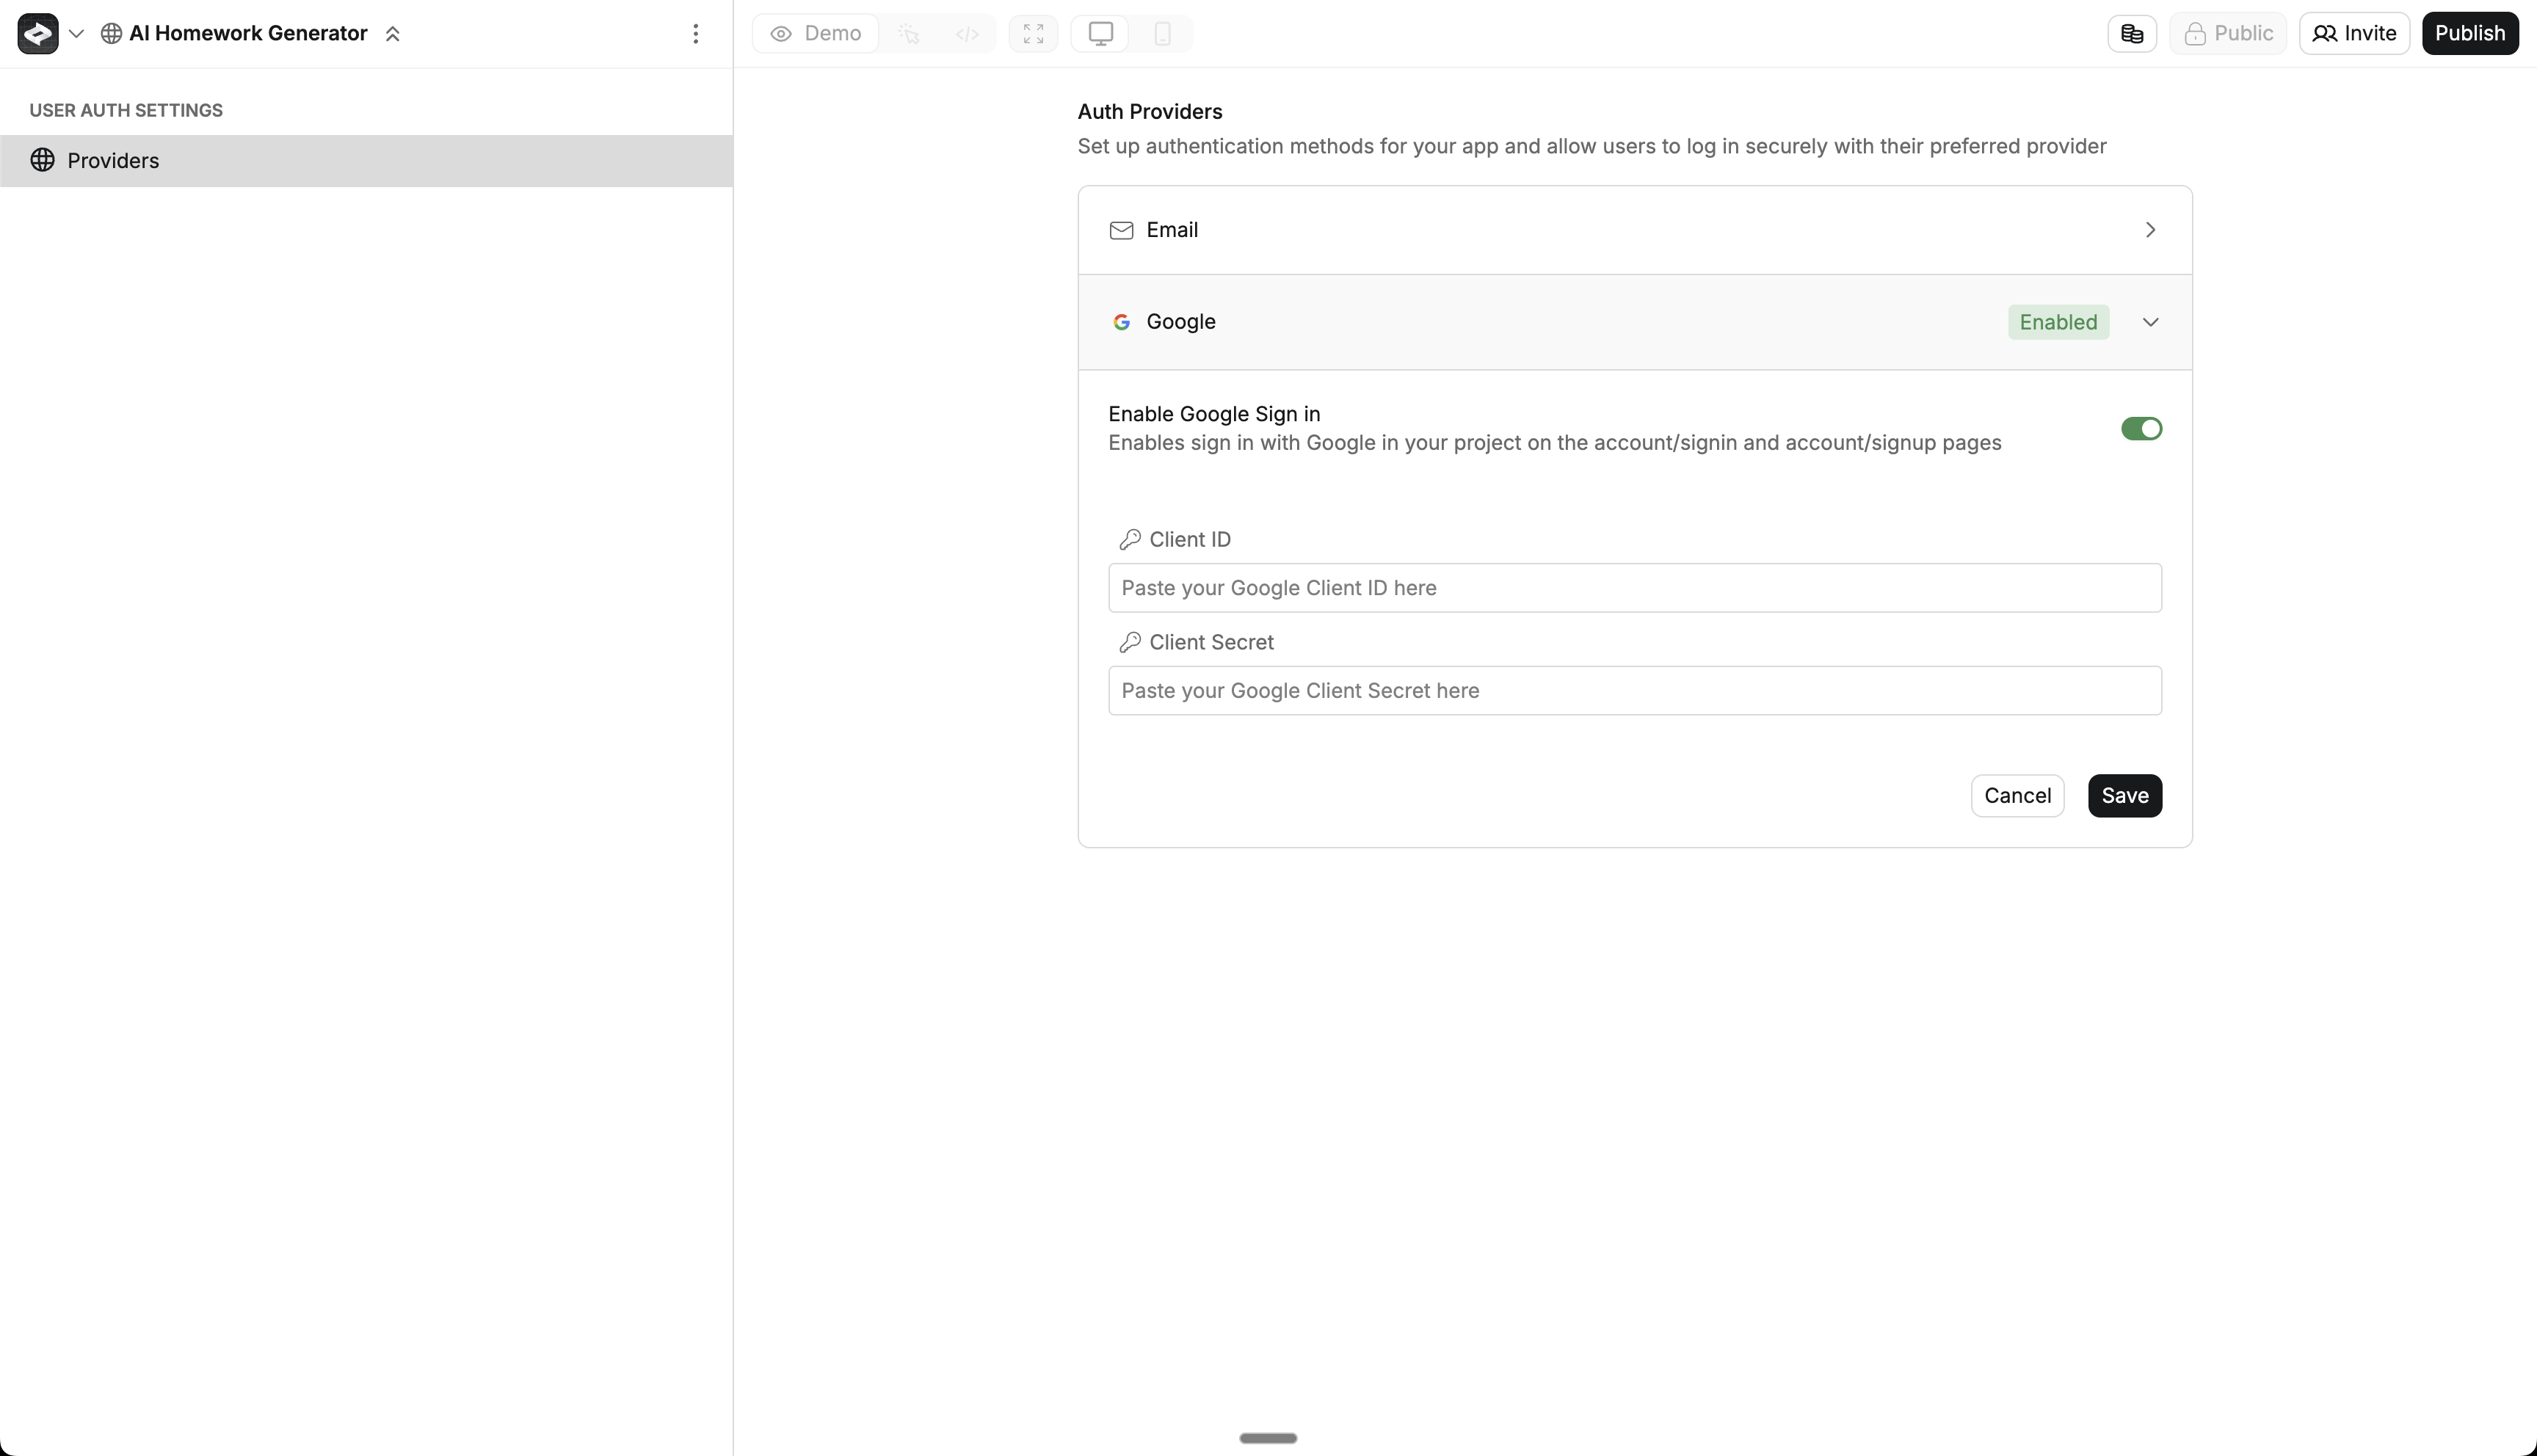 AI Homework Generator
Demo
Public
Invite
Publish
USER AUTH SETTINGS
Providers
Auth Providers
Set up authentication methods for your app and allow users to log in securely with their preferred provider
Email
Google
Enabled
Enable Google Sign in
Enables sign in with Google in your project on the account/signin and account/signup pages
Client ID
Paste your Google Client ID here
Client Secret
Paste your Google Client Secret here
Cancel
Save